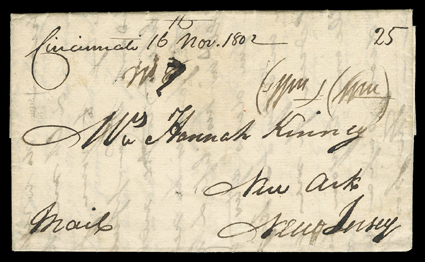 Cincinnati 16 Nov. 1802
25
Mrs Hannah Kinney
New Ark
New Jersey
Mail